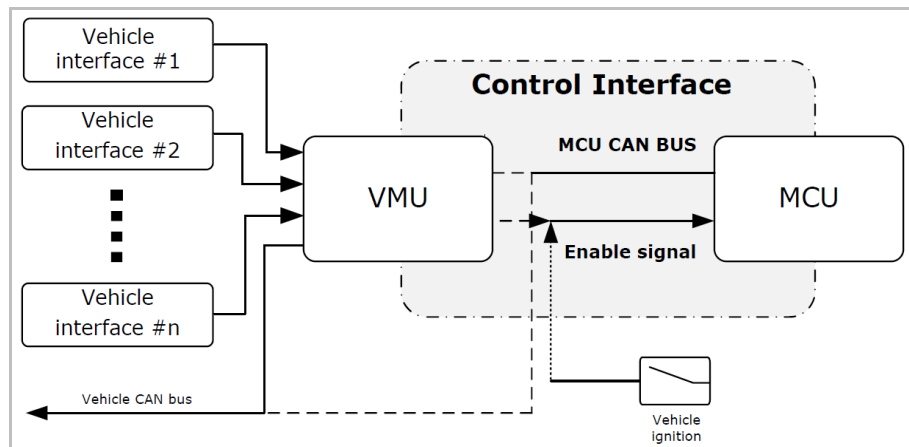 Vehicle
interface #1
Vehicle
interface #2
Vehicle
interface #n
Control Interface
VMU
MCU CAN BUS
MCU
Enable signal
Vehicle CAN bus
Vehicle
ignition